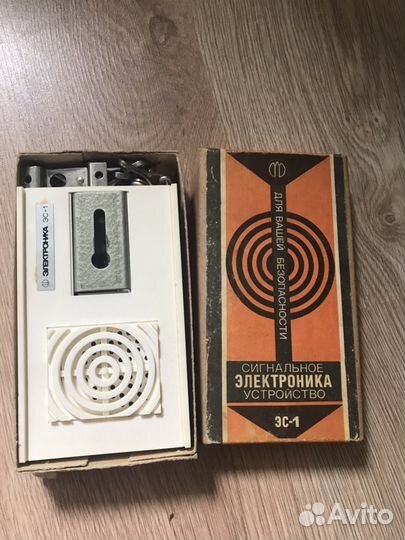 ЭЛЕКТРОНИКА ЭС-1
ДЛЯ ВАШЕЙ БЕЗОПАСНОСТИ
СИГНАЛЬНОЕ
ЭЛЕКТРОНИКА
УСТРОЙСТВО
ЭС-1
Avito